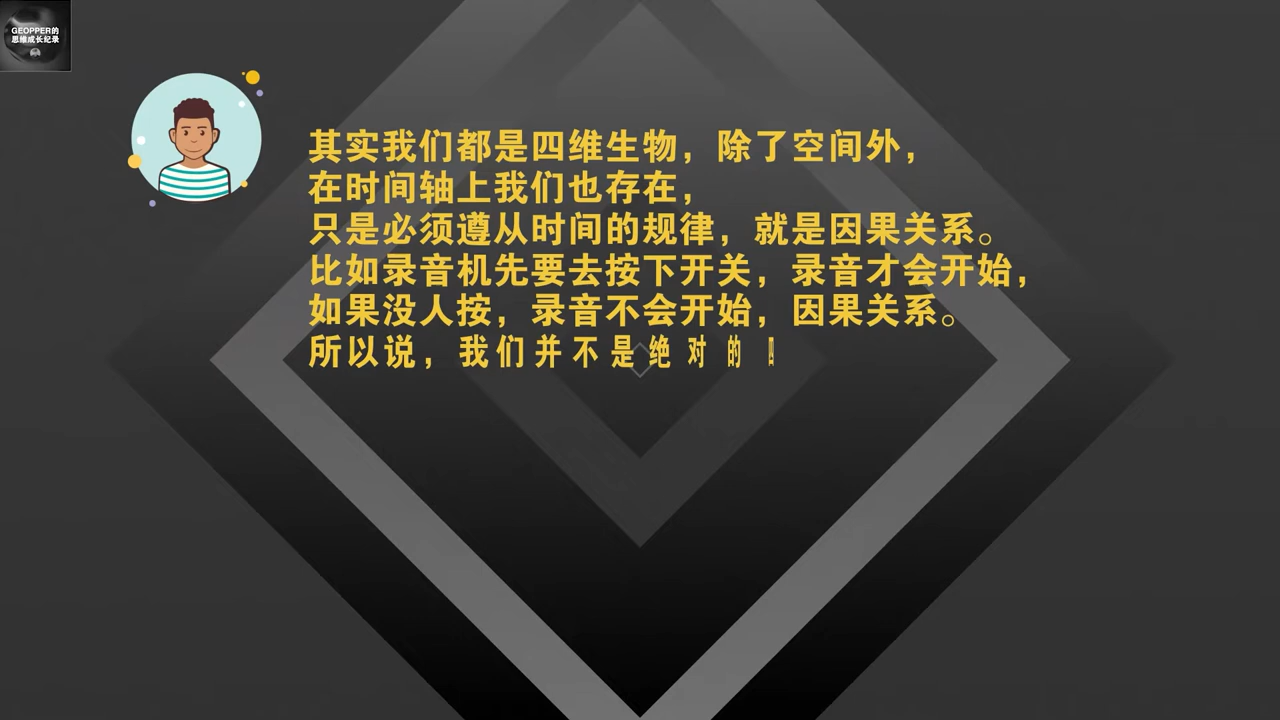 GEOPPER的
思维成长纪录
其实我们都是四维生物，除了空间外，
在时间轴上我们也存在，
只是必须遵从时间的规律，就是因果关系。
比如录音机先要去按下开关，录音才会开始，
如果没人按，录音不会开始，因果关系。
所以说，我们并不是绝对的